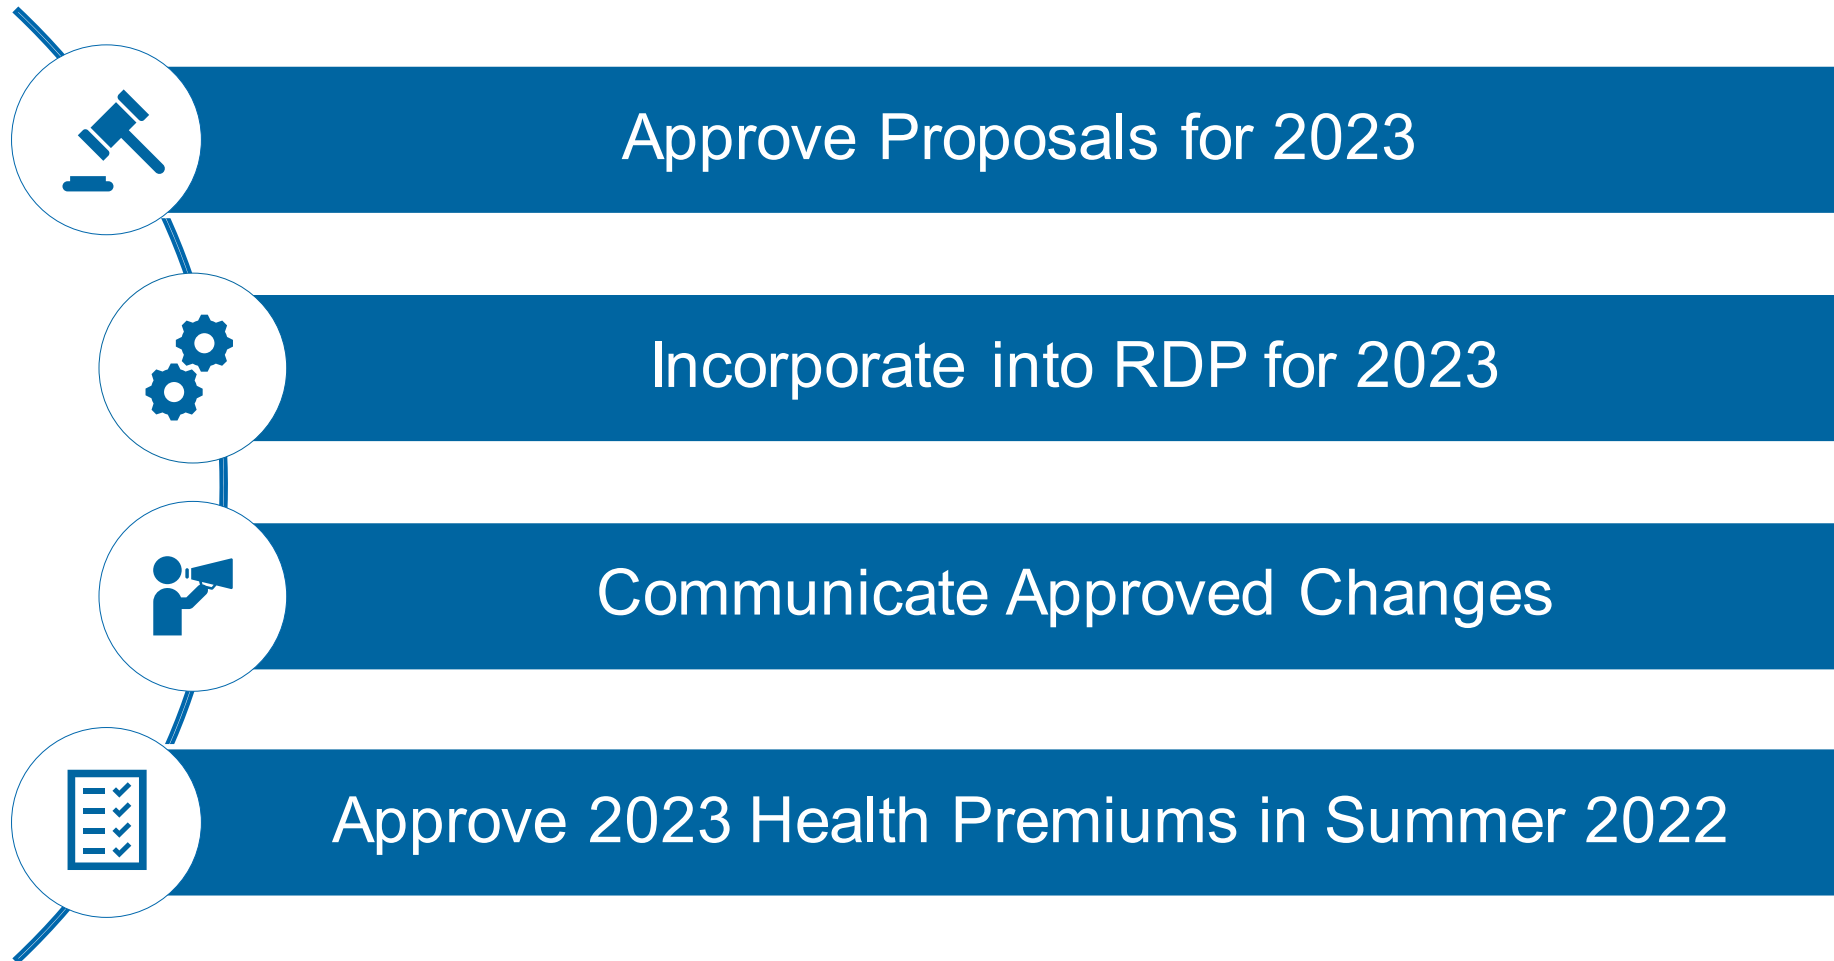 Approve Proposals for 2023
Incorporate into RDP for 2023
Communicate Approved Changes
Approve 2023 Health Premiums in Summer 2022